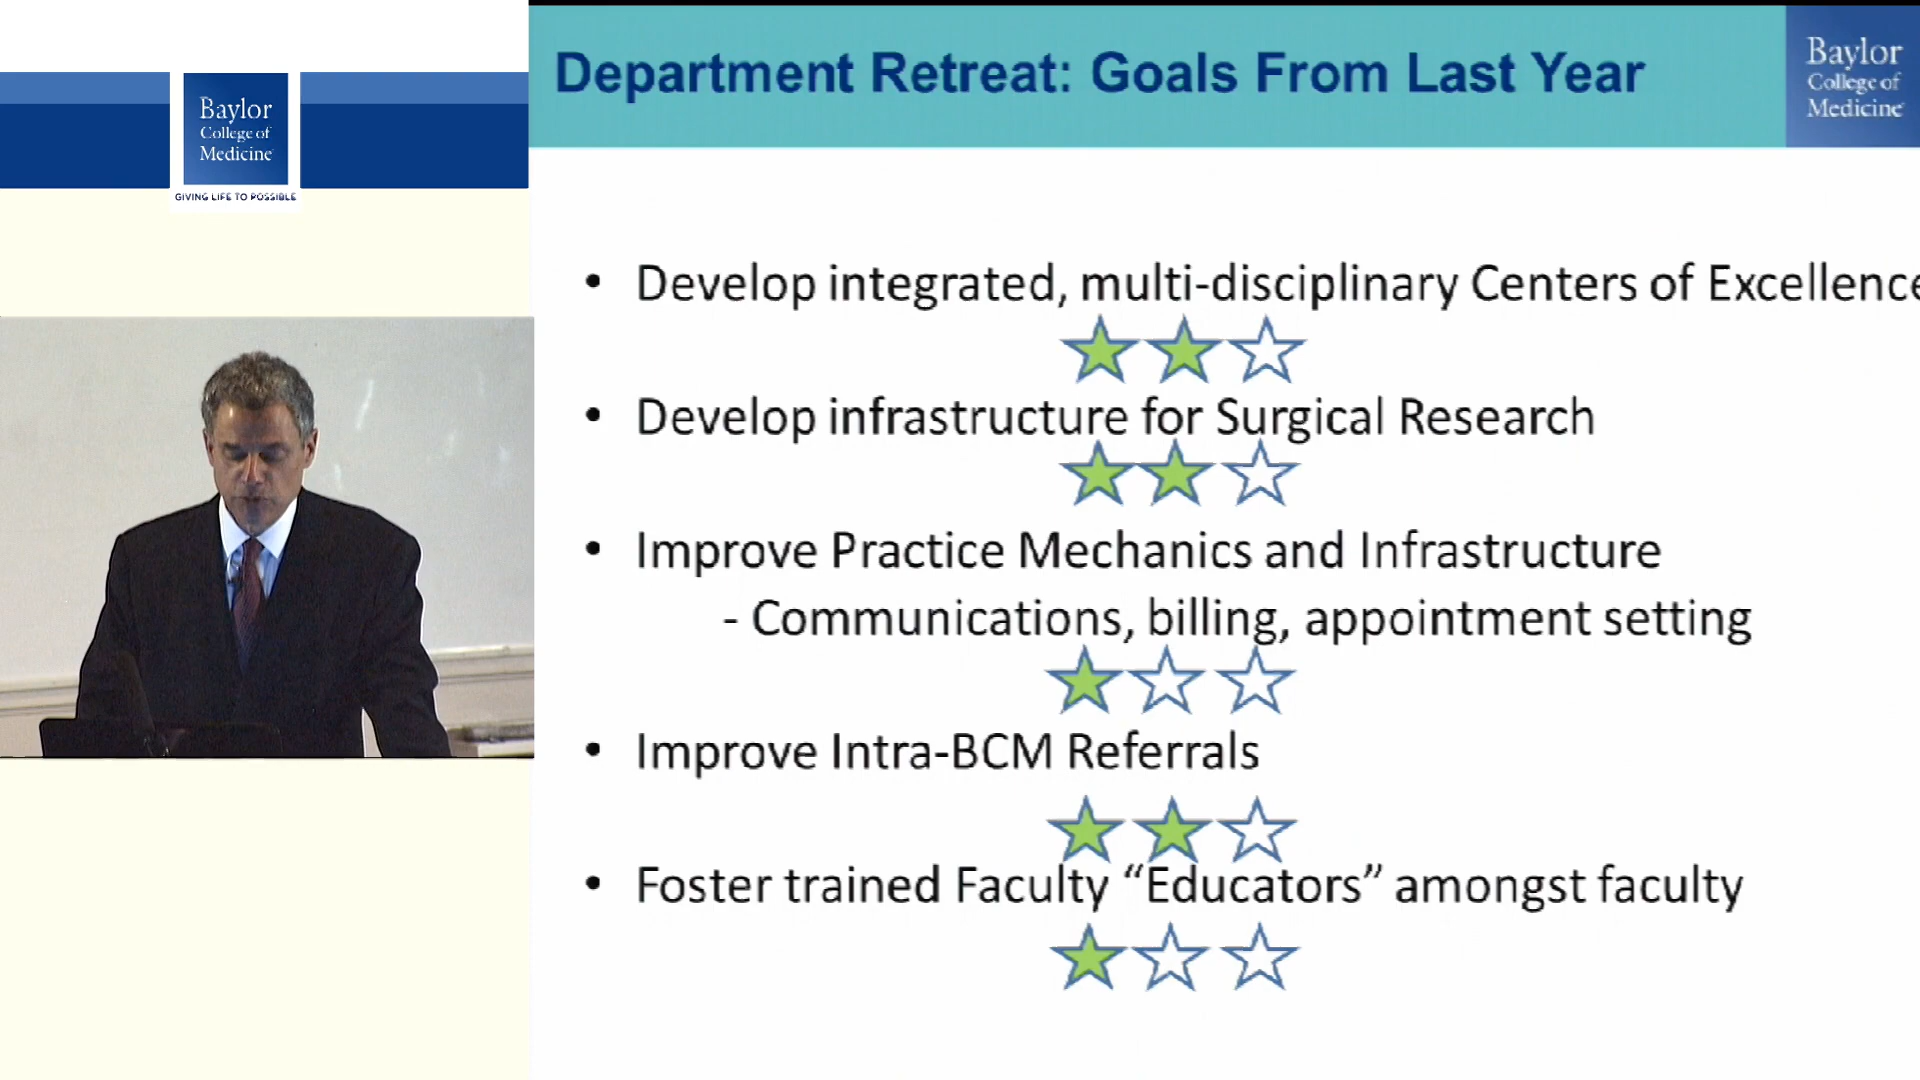 Baylor
College of
Medicine
GIVING LIFE TO POSSIBLE
Department Retreat: Goals From Last Year
Baylor
College of
Medicine
• Develop integrated, multi-disciplinary Centers of Excellence
• Develop infrastructure for Surgical Research
• Improve Practice Mechanics and Infrastructure
- Communications, billing, appointment setting
• Improve Intra-BCM Referrals
• Foster trained Faculty “Educators” amongst faculty